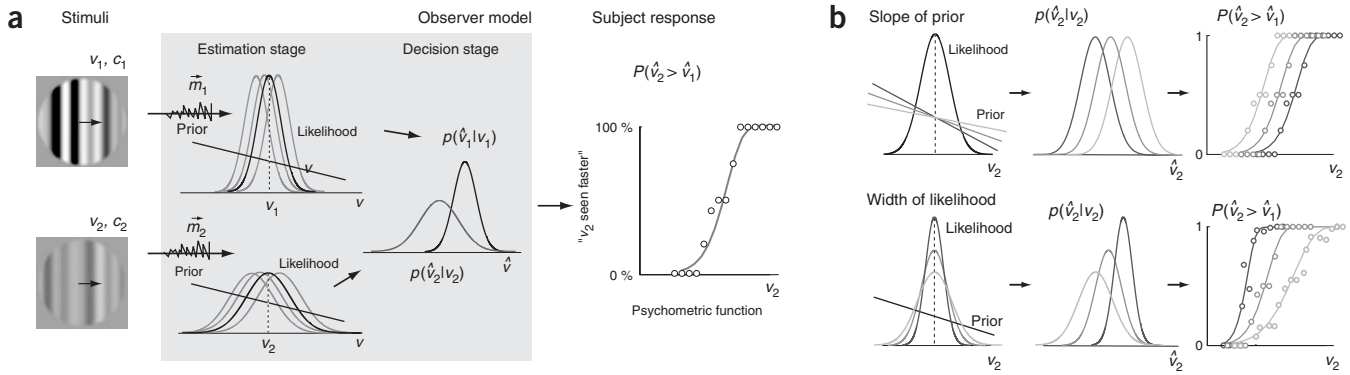 a
Stimuli
Observer model
Subject response
v1, c1
Estimation stage
Decision stage
m⃗1
Prior
Likelihood
v
v1
v
p(v̂1|v1)
P(v̂2 > v̂1)
100 %
"v2 seen faster"
0 %
v2
Psychometric function
v2, c2
m⃗2
Prior
Likelihood
v2
v
v̂
p(v̂2|v2)
b
Slope of prior
Likelihood
Prior
v2
p(v̂2|v2)
v̂2
P(v̂2 > v̂1)
1
0
v2
Width of likelihood
Likelihood
Prior
v2
p(v̂2|v2)
v̂2
P(v̂2 > v̂1)
1
0
v2